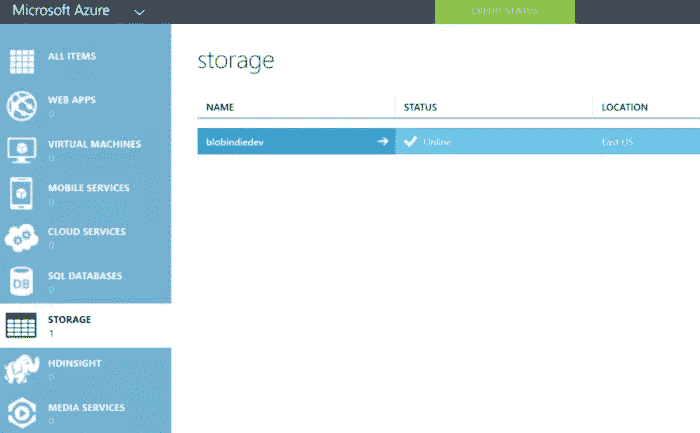 Microsoft Azure
CREDIT STATUS
ALL ITEMS
WEB APPS
0
VIRTUAL MACHINES
0
MOBILE SERVICES
0
CLOUD SERVICES
0
SQL DATABASES
0
DB
STORAGE
1
HDINSIGHT
0
MEDIA SERVICES
0
storage
NAME STATUS LOCATION
blobindiedev Online East US